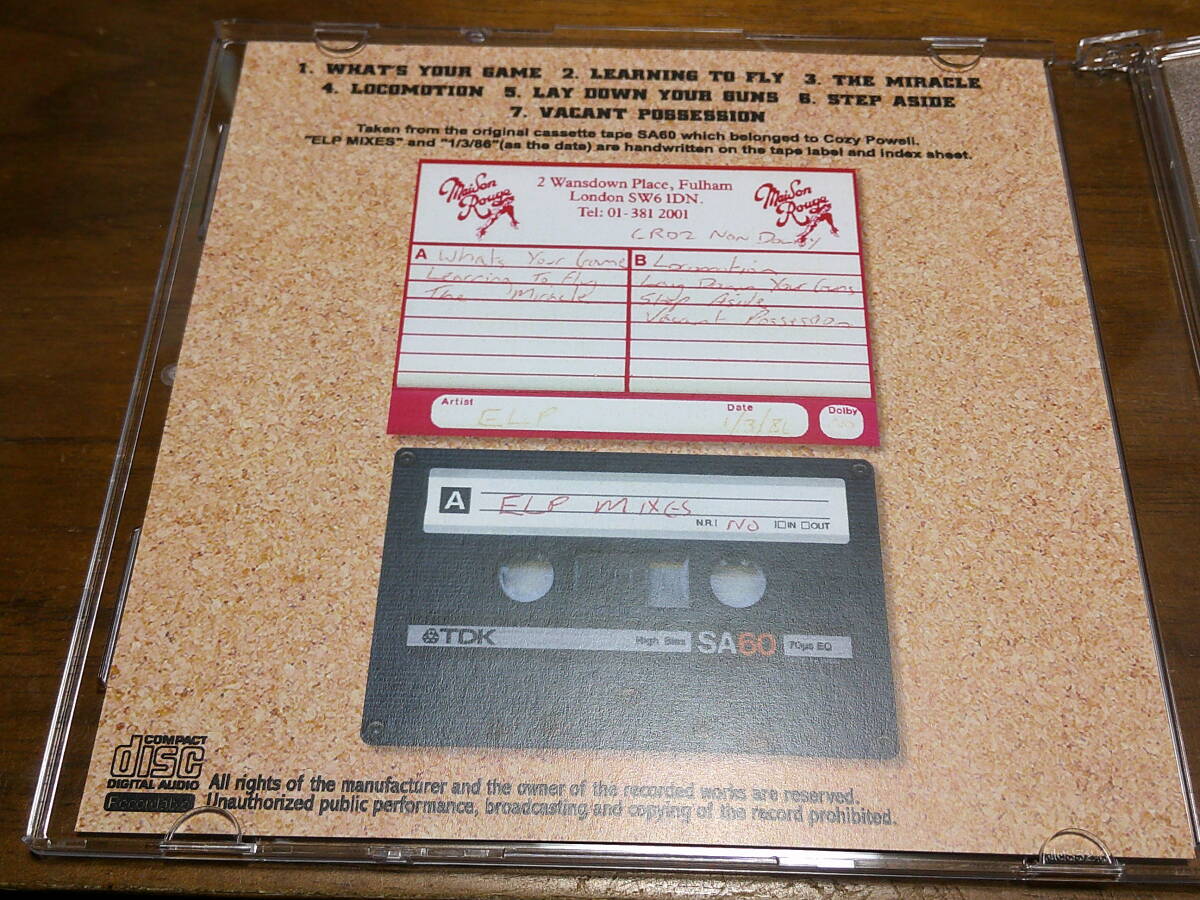 1. WHAT'S YOUR GAME 2. LEARNING TO FLY 3. THE MIRACLE
4. LOCOMOTION 5. LAY DOWN YOUR GUNS 6. STEP ASIDE
7. VACANT POSSESSION
Taken from the original cassette tape SA60 which belonged to Cozy Powell.
"ELP MIXES" and "1/3/86"(as the date) are handwritten on the tape label and index sheet.
MaiSon Rouge
2 Wansdown Place, Fulham
London SW6 1DN.
Tel: 01-381 2001
MaiSon Rouge
CRO2 Non Dolby
A Whats Your Game
Learning To Fly
The Miracle
B Locomotion
Lay Down Your Guns
Step Aside
Vacant Possession
Artist ELP
Date 1/3/86
Dolby
A ELP MIXES
N.R. NO IN OUT
TDK High Bias SA60 70μs EQ
COMPACT
disc
DIGITAL AUDIO
Recordable
All rights of the manufacturer and the owner of the recorded works are reserved.
Unauthorized public performance, broadcasting and copying of the record prohibited.